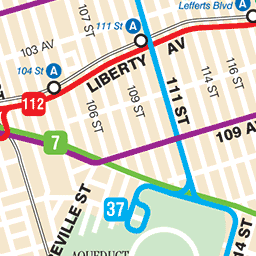 Lefferts Blvd A
111 St A
103 AV
107 ST
LIBERTY AV
104 St A
112
106 ST
109 ST
111 ST
114 ST
116 ST
109 AV
7
37
EVILLE ST
AQUEDUCT
14 ST